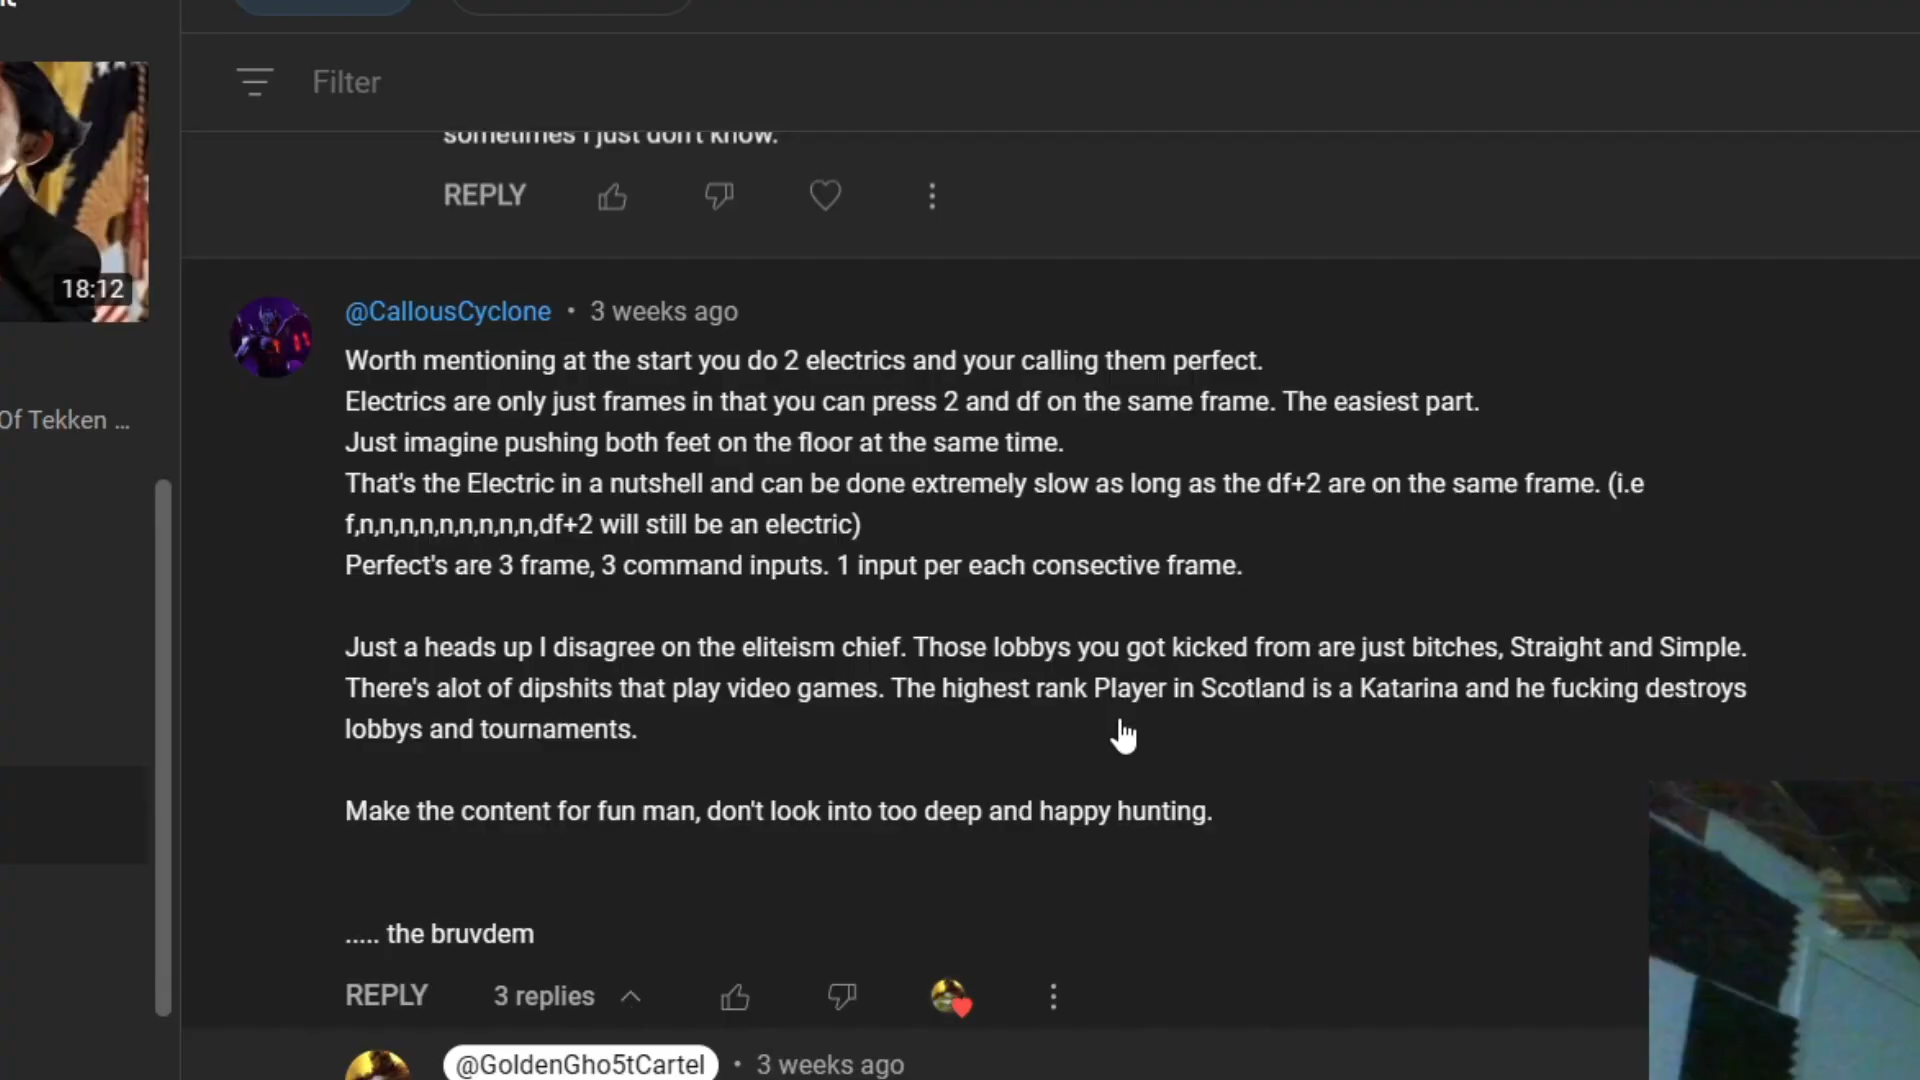 Filter
sometimes I just don't know.
REPLY
18:12
Of Tekken ...
@CallousCyclone • 3 weeks ago
Worth mentioning at the start you do 2 electrics and your calling them perfect.
Electrics are only just frames in that you can press 2 and df on the same frame. The easiest part.
Just imagine pushing both feet on the floor at the same time.
That's the Electric in a nutshell and can be done extremely slow as long as the df+2 are on the same frame. (i.e
f,n,n,n,n,n,n,n,n,n,df+2 will still be an electric)
Perfect's are 3 frame, 3 command inputs. 1 input per each consective frame.
Just a heads up I disagree on the eliteism chief. Those lobbys you got kicked from are just bitches, Straight and Simple.
There's alot of dipshits that play video games. The highest rank Player in Scotland is a Katarina and he fucking destroys
lobbys and tournaments.
Make the content for fun man, don't look into too deep and happy hunting.
..... the bruvdem
REPLY 3 replies
@GoldenGho5tCartel • 3 weeks ago